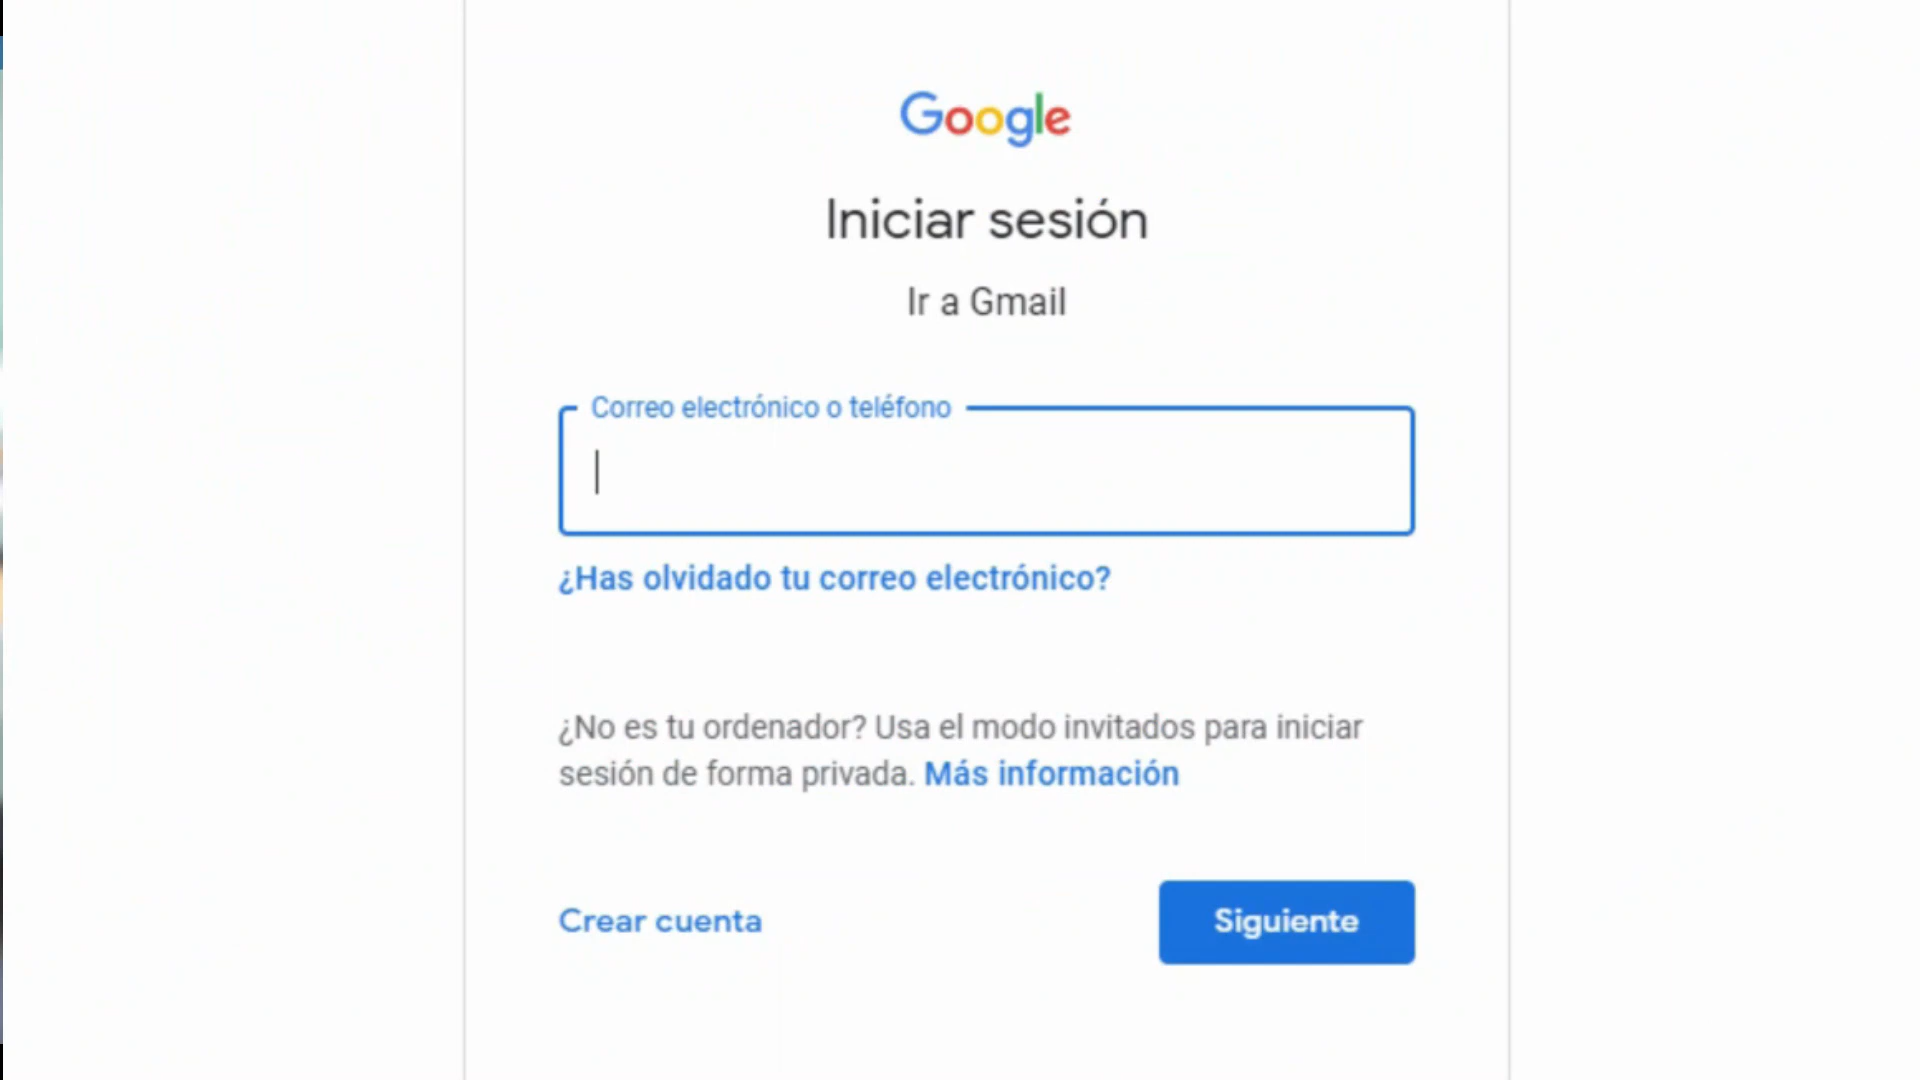 Google
Iniciar sesión
Ir a Gmail
Correo electrónico o teléfono
¿Has olvidado tu correo electrónico?
¿No es tu ordenador? Usa el modo invitados para iniciar
sesión de forma privada. Más información
Crear cuenta
Siguiente